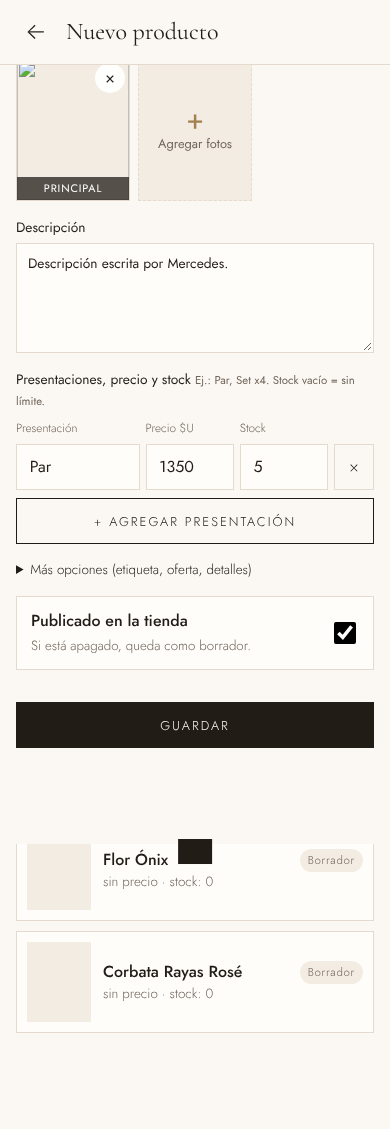 ← Nuevo producto
×
PRINCIPAL
+
Agregar fotos
Descripción
Descripción escrita por Mercedes.
Presentaciones, precio y stock Ej.: Par, Set x4. Stock vacío = sin
límite.
Presentación Precio $U Stock
Par 1350 5 ×
+ AGREGAR PRESENTACIÓN
Más opciones (etiqueta, oferta, detalles)
Publicado en la tienda
Si está apagado, queda como borrador.
GUARDAR
Flor Ónix Borrador
sin precio · stock: 0
Corbata Rayas Rosé Borrador
sin precio · stock: 0